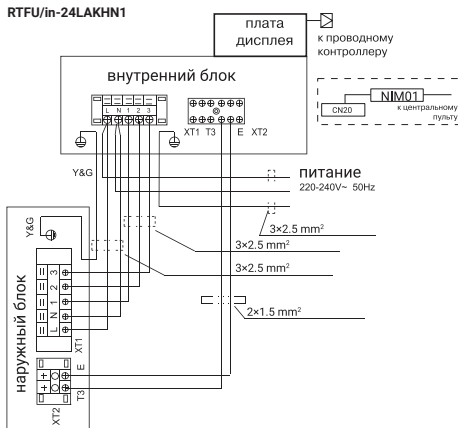 RTFU/in-24LAKHN1
плата
дисплея
к проводному
контроллеру
внутренний блок
NIM01
CN20
к центральному
пульту
L N 1 2 3
XT1 T3 E XT2
Y&G
питание
220-240V~ 50Hz
3×2.5 mm²
3×2.5 mm²
3×2.5 mm²
2×1.5 mm²
Y&G
наружный блок
L N 1 2 3
XT1
T3 E
XT2